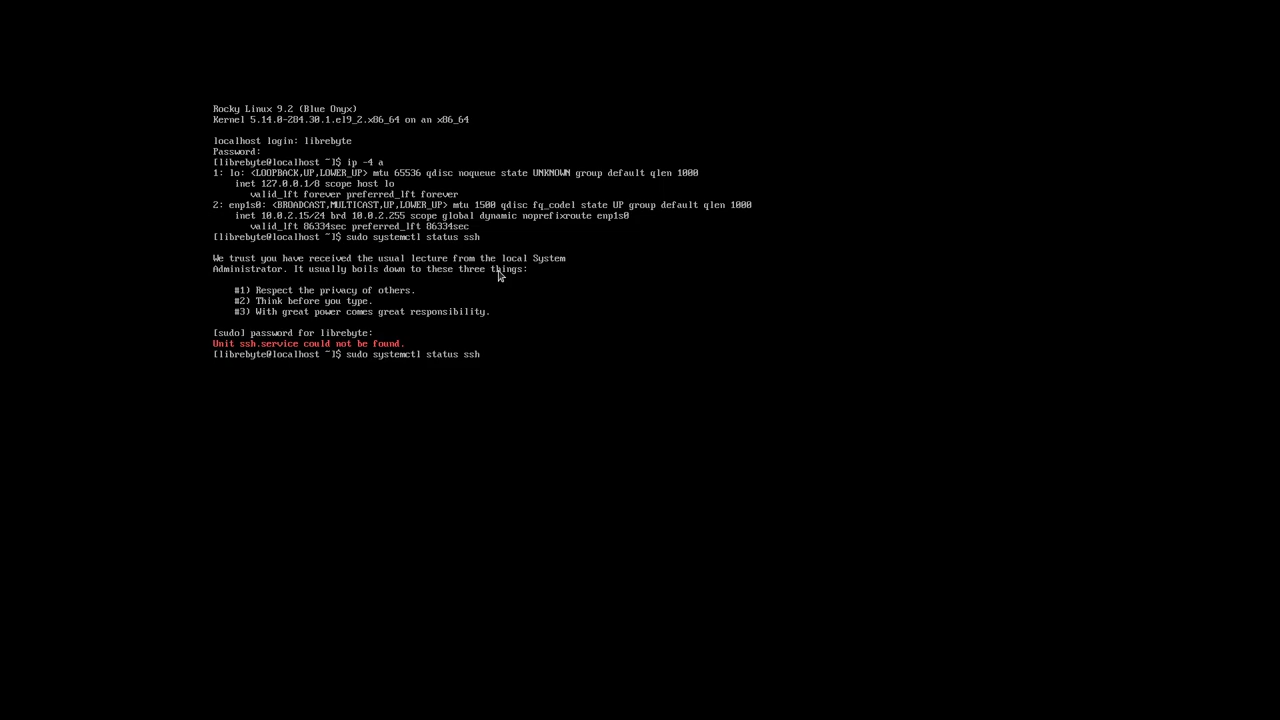 Rocky Linux 9.2 (Blue Onyx)
Kernel 5.14.0-284.30.1.el9_2.x86_64 on an x86_64
localhost login: librebyte
Password:
[librebyte@localhost ~]$ ip -4 a
1: lo: <LOOPBACK,UP,LOWER_UP> mtu 65536 qdisc noqueue state UNKNOWN group default qlen 1000
    inet 127.0.0.1/8 scope host lo
       valid_lft forever preferred_lft forever
2: enp1s0: <BROADCAST,MULTICAST,UP,LOWER_UP> mtu 1500 qdisc fq_codel state UP group default qlen 1000
    inet 10.0.2.15/24 brd 10.0.2.255 scope global dynamic noprefixroute enp1s0
       valid_lft 86334sec preferred_lft 86334sec
[librebyte@localhost ~]$ sudo systemctl status ssh
We trust you have received the usual lecture from the local System
Administrator. It usually boils down to these three things:
    #1) Respect the privacy of others.
    #2) Think before you type.
    #3) With great power comes great responsibility.
[sudo] password for librebyte:
Unit ssh.service could not be found.
[librebyte@localhost ~]$ sudo systemctl status ssh